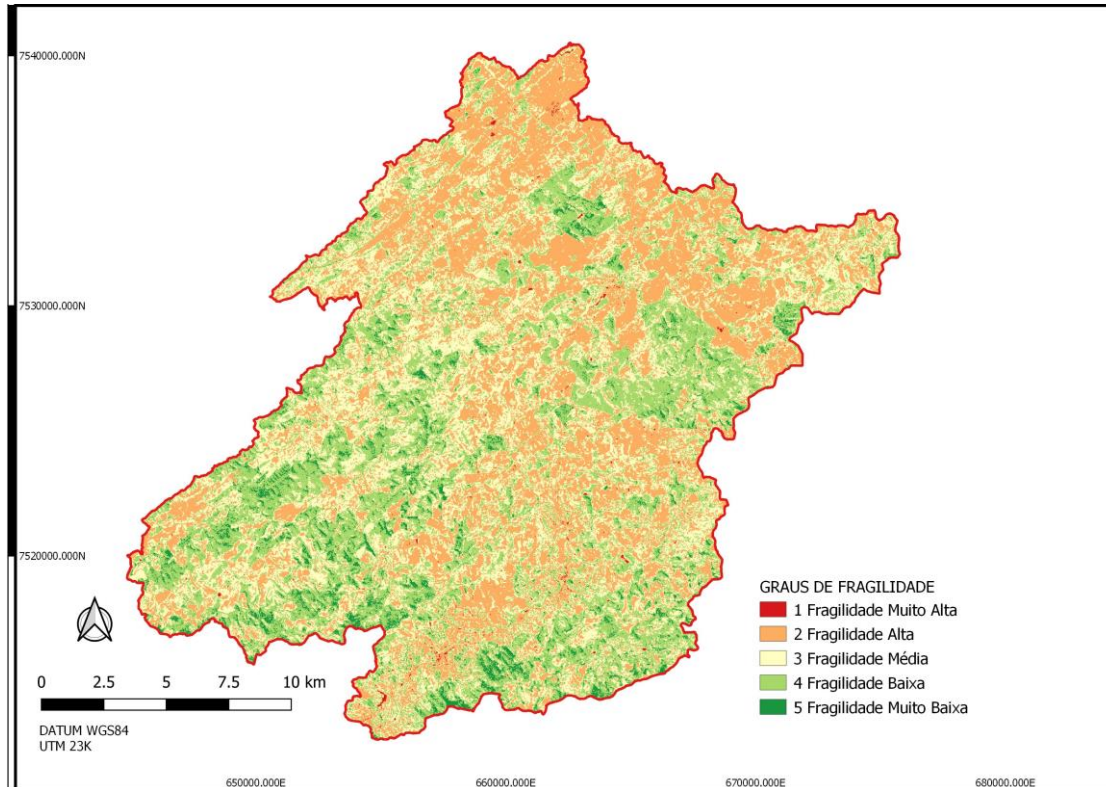 7540000.000N
7530000.000N
7520000.000N
GRAUS DE FRAGILIDADE
1 Fragilidade Muito Alta
2 Fragilidade Alta
3 Fragilidade Média
4 Fragilidade Baixa
5 Fragilidade Muito Baixa
0 2.5 5 7.5 10 km
DATUM WGS84
UTM 23K
650000.000E 660000.000E 670000.000E 680000.000E